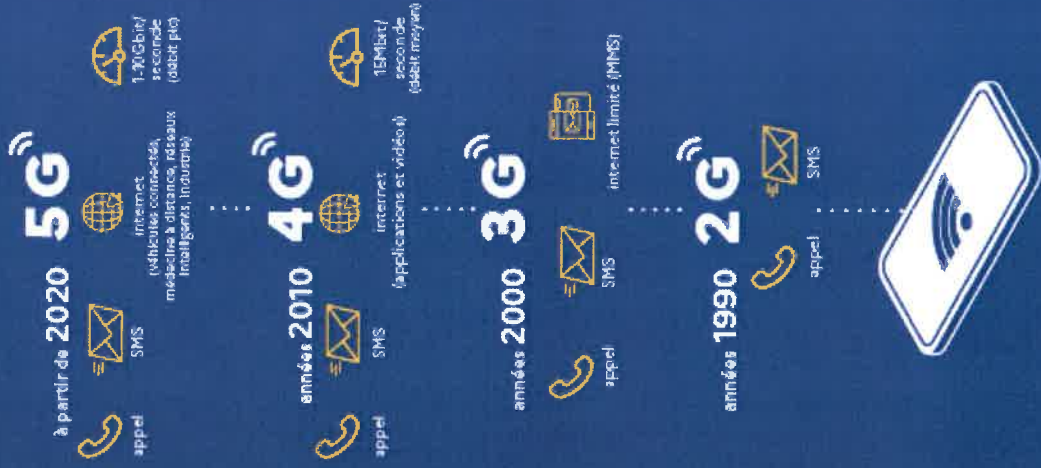 à partir de 2020 5G
appel
SMS
internet
(véhicules connectés,
médecine à distance, réseaux
intelligents, industrie)
1-10Gbit/
seconde
(débit pic)
années 2010 4G
appel
SMS
internet
(applications et vidéos)
15Mbit/
seconde
(débit moyen)
années 2000 3G
appel
SMS
internet limité (MMS)
années 1990 2G
appel
SMS